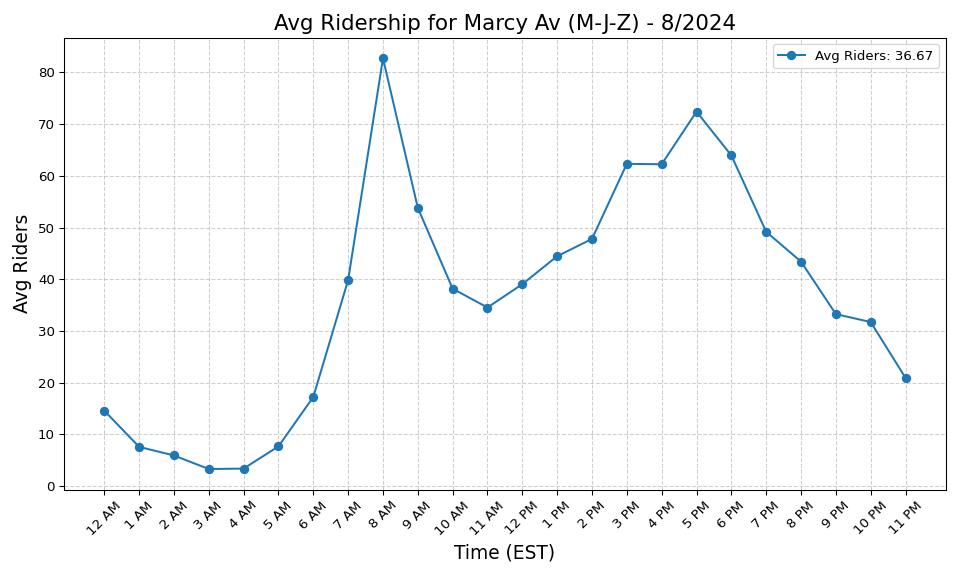 Avg Ridership for Marcy Av (M-J-Z) - 8/2024
Avg Riders: 36.67
Avg Riders
80
70
60
50
40
30
20
10
0
12 AM
1 AM
2 AM
3 AM
4 AM
5 AM
6 AM
7 AM
8 AM
9 AM
10 AM
11 AM
12 PM
1 PM
2 PM
3 PM
4 PM
5 PM
6 PM
7 PM
8 PM
9 PM
10 PM
11 PM
Time (EST)